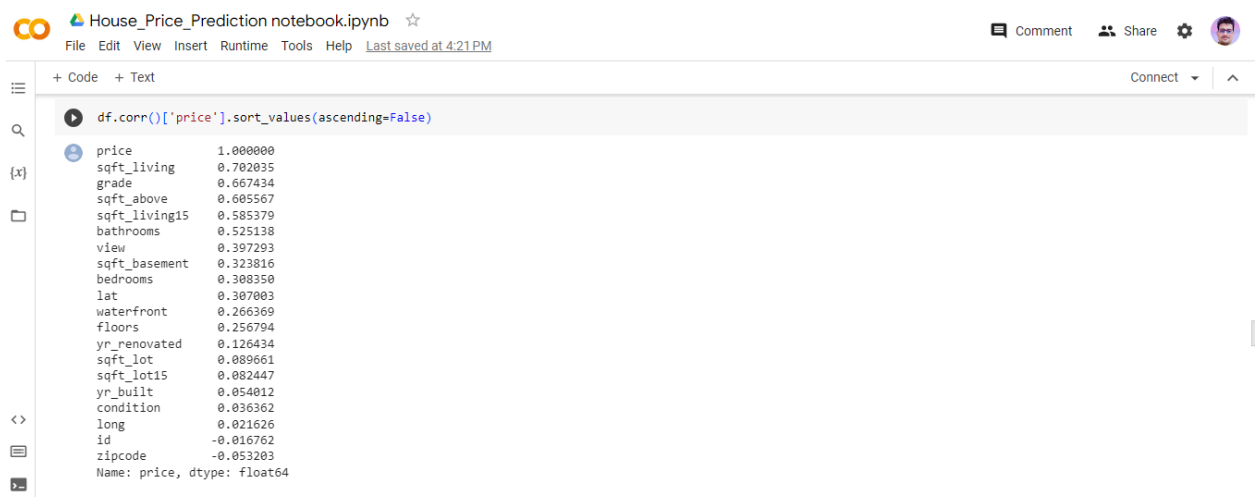 CO House_Price_Prediction notebook.ipynb
File Edit View Insert Runtime Tools Help Last saved at 4:21 PM
Comment Share
+ Code + Text
Connect
df.corr()['price'].sort_values(ascending=False)
{x}
price 1.000000
sqft_living 0.702035
grade 0.667434
sqft_above 0.605567
sqft_living15 0.585379
bathrooms 0.525138
view 0.397293
sqft_basement 0.323816
bedrooms 0.308350
lat 0.307003
waterfront 0.266369
floors 0.256794
yr_renovated 0.126434
sqft_lot 0.089661
sqft_lot15 0.082447
yr_built 0.054012
condition 0.036362
long 0.021626
id -0.016762
zipcode -0.053203
Name: price, dtype: float64